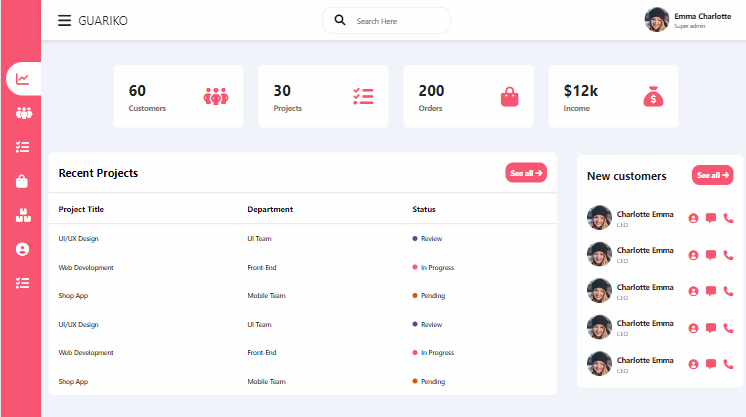 GUARIKO
Search Here
Emma Charlotte
Super admin
60
Customers
30
Projects
200
Orders
$12k
Income
Recent Projects
See all
Project Title Department Status
UI/UX Design UI Team Review
Web Development Front-End In Progress
Shop App Mobile Team Pending
UI/UX Design UI Team Review
Web Development Front-End In Progress
Shop App Mobile Team Pending
New customers
See all
Charlotte Emma
CEO
Charlotte Emma
CEO
Charlotte Emma
CEO
Charlotte Emma
CEO
Charlotte Emma
CEO